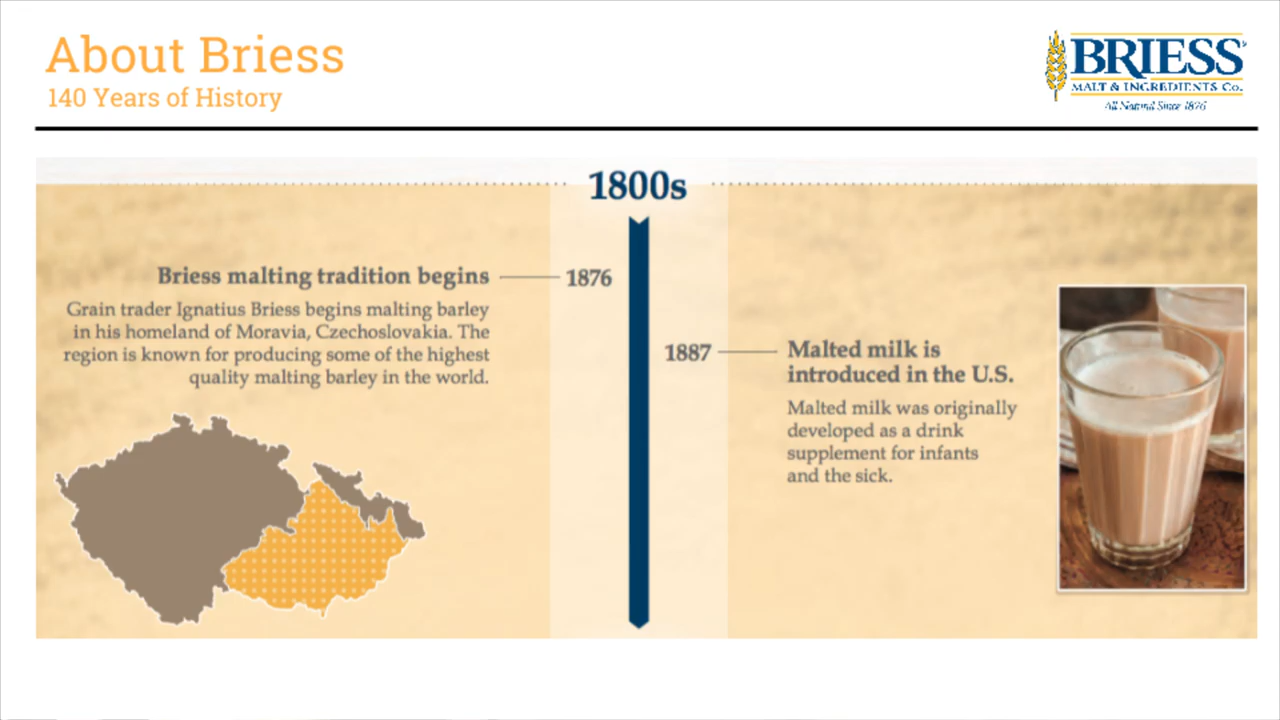 About Briess
140 Years of History
BRIESS
MALT & INGREDIENTS Co.
All Natural Since 1876
1800s
Briess malting tradition begins
1876
Grain trader Ignatius Briess begins malting barley
in his homeland of Moravia, Czechoslovakia. The
region is known for producing some of the highest
quality malting barley in the world.
1887
Malted milk is
introduced in the U.S.
Malted milk was originally
developed as a drink
supplement for infants
and the sick.